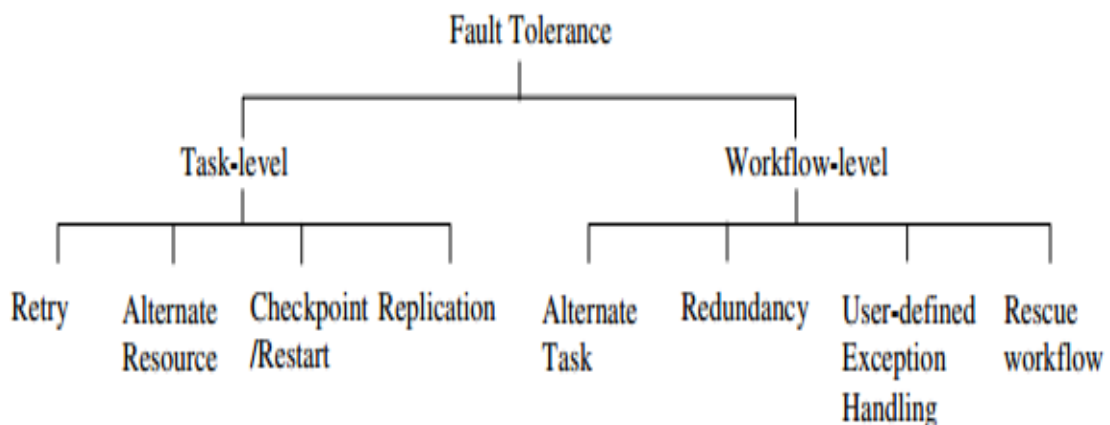 Fault Tolerance
Task-level
Workflow-level
Retry
Alternate
Resource
Checkpoint
/Restart
Replication
Alternate
Task
Redundancy
User-defined
Exception
Handling
Rescue
workflow